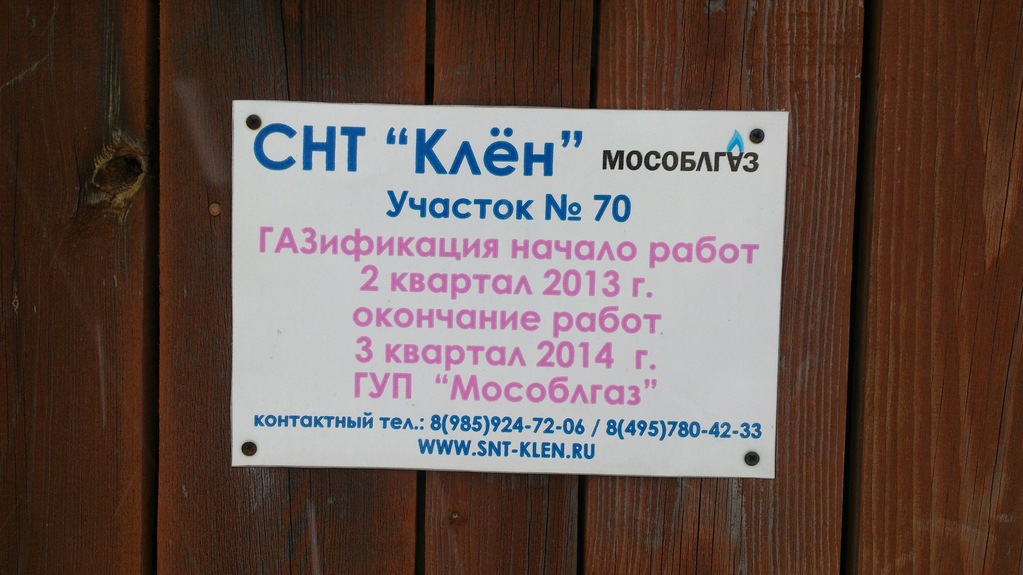 СНТ “Клён” МОСОБЛГАЗ
Участок № 70
ГАЗификация начало работ
2 квартал 2013 г.
окончание работ
3 квартал 2014 г.
ГУП “Мособлгаз”
контактный тел.: 8(985)924-72-06 / 8(495)780-42-33
WWW.SNT-KLEN.RU